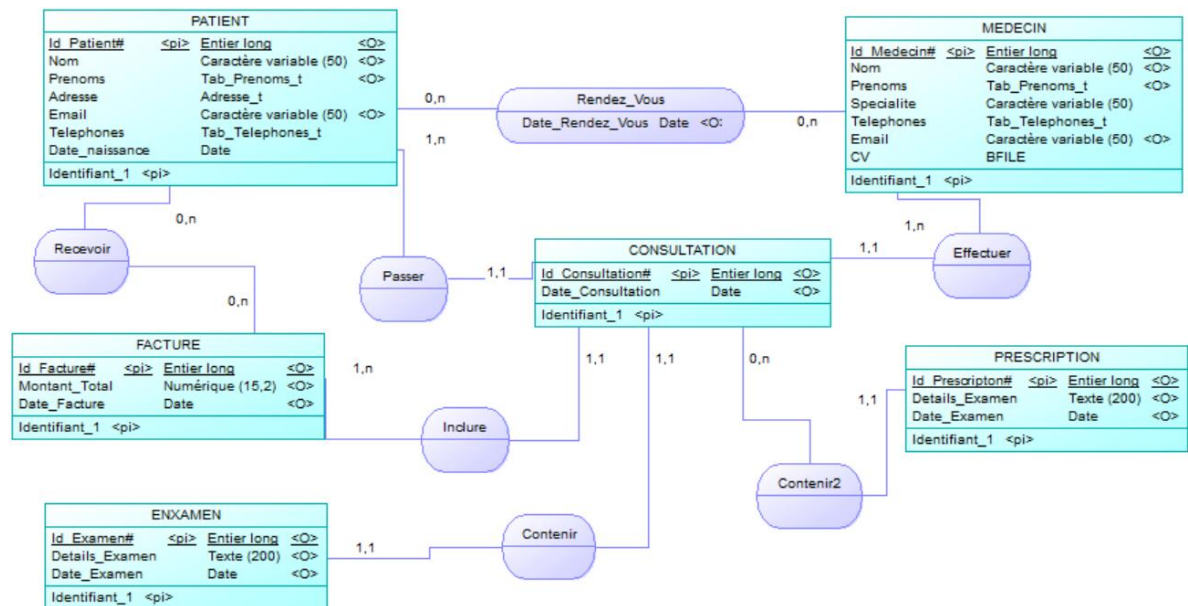 PATIENT
Id_Patient# <pi> Entier long <O>
Nom Caractère variable (50) <O>
Prenoms Tab_Prenoms_t <O>
Adresse Adresse_t
Email Caractère variable (50) <O>
Telephones Tab_Telephones_t
Date_naissance Date
Identifiant_1 <pi>
MEDECIN
Id_Medecin# <pi> Entier long <O>
Nom Caractère variable (50) <O>
Prenoms Tab_Prenoms_t <O>
Specialite Caractère variable (50)
Telephones Tab_Telephones_t
Email Caractère variable (50) <O>
CV BFILE
Identifiant_1 <pi>
0,n
Rendez_Vous
Date_Rendez_Vous Date <O:
0,n
1,n
0,n
Recevoir
0,n
Passer
1,1
CONSULTATION
Id_Consultation# <pi> Entier long <O>
Date_Consultation Date <O>
Identifiant_1 <pi>
1,1
1,n
Effectuer
FACTURE
Id_Facture# <pi> Entier long <O>
Montant_Total Numérique (15,2) <O>
Date_Facture Date <O>
Identifiant_1 <pi>
1,n
Inclure
1,1
1,1
0,n
PRESCRIPTION
Id_Prescripton# <pi> Entier long <O>
Details_Examen Texte (200) <O>
Date_Examen Date <O>
Identifiant_1 <pi>
1,1
Contenir2
ENXAMEN
Id_Examen# <pi> Entier long <O>
Details_Examen Texte (200) <O>
Date_Examen Date <O>
Identifiant_1 <pi>
1,1
Contenir